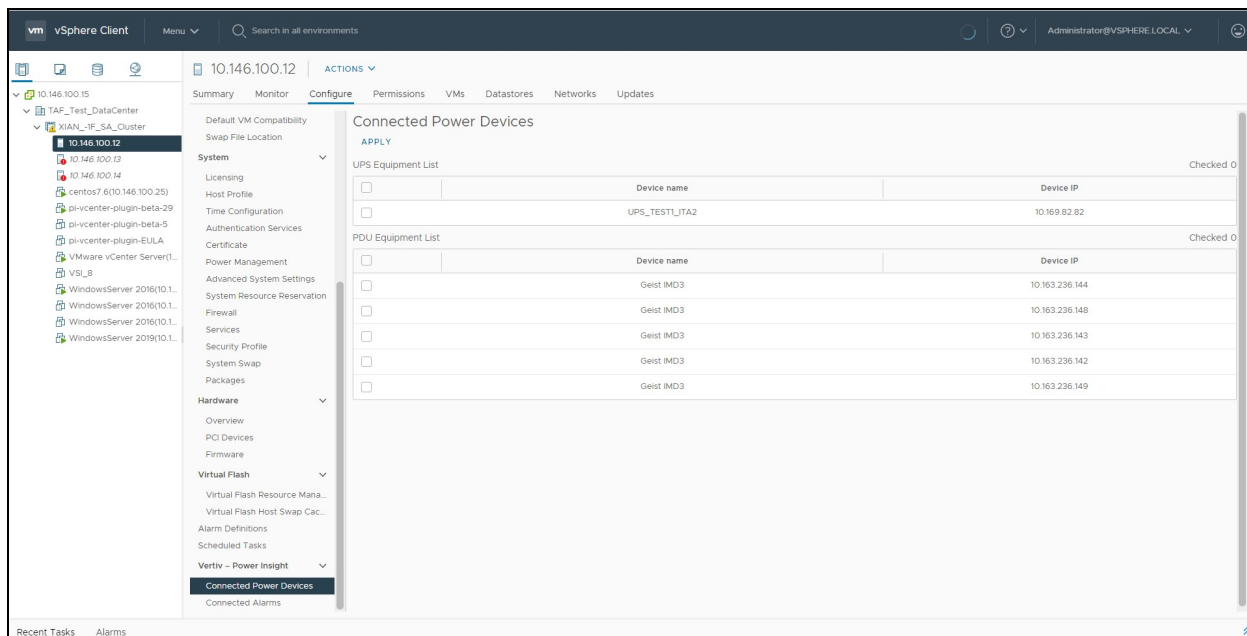 vm vSphere Client Menu Search in all environments Administrator@VSPHERE.LOCAL
10.146.100.15
TAF_Test_DataCenter
XIAN_-1F_SA_Cluster
10.146.100.12
10.146.100.13
10.146.100.14
centos7.6(10.146.100.25)
pi-vcenter-plugin-beta-29
pi-vcenter-plugin-beta-5
pi-vcenter-plugin-EULA
VMware vCenter Server(1...
VSI_8
WindowsServer 2016(10.1...
WindowsServer 2016(10.1...
WindowsServer 2016(10.1...
WindowsServer 2019(10.1...
10.146.100.12 ACTIONS
Summary Monitor Configure Permissions VMs Datastores Networks Updates
Default VM Compatibility
Swap File Location
System
Licensing
Host Profile
Time Configuration
Authentication Services
Certificate
Power Management
Advanced System Settings
System Resource Reservation
Firewall
Services
Security Profile
System Swap
Packages
Hardware
Overview
PCI Devices
Firmware
Virtual Flash
Virtual Flash Resource Mana...
Virtual Flash Host Swap Cac...
Alarm Definitions
Scheduled Tasks
Vertiv – Power Insight
Connected Power Devices
Connected Alarms
Connected Power Devices
APPLY
UPS Equipment List Checked 0
Device name Device IP
UPS_TEST1_ITA2 10.169.82.82
PDU Equipment List Checked 0
Device name Device IP
Geist IMD3 10.163.236.144
Geist IMD3 10.163.236.148
Geist IMD3 10.163.236.143
Geist IMD3 10.163.236.142
Geist IMD3 10.163.236.149
Recent Tasks Alarms